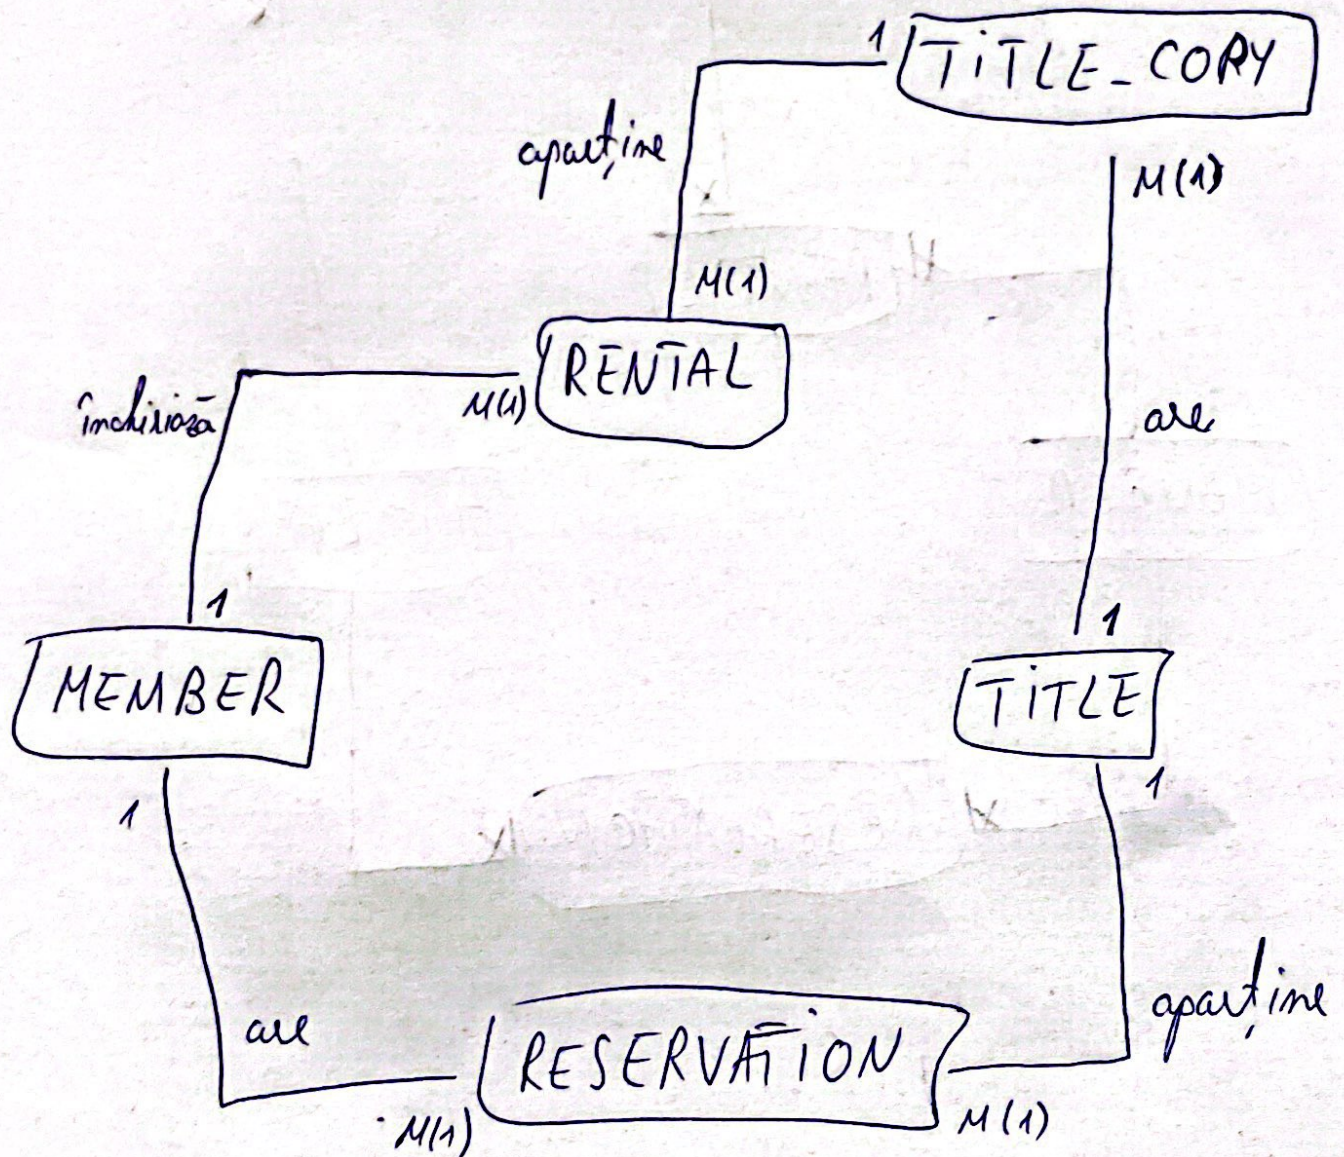 1 TITLE_COPY
aparține
M(1)
M(1)
RENTAL
închiriază
M(1)
are
1
1
MEMBER
TITLE
1
1
are
RESERVATION
aparține
M(1)
M(1)